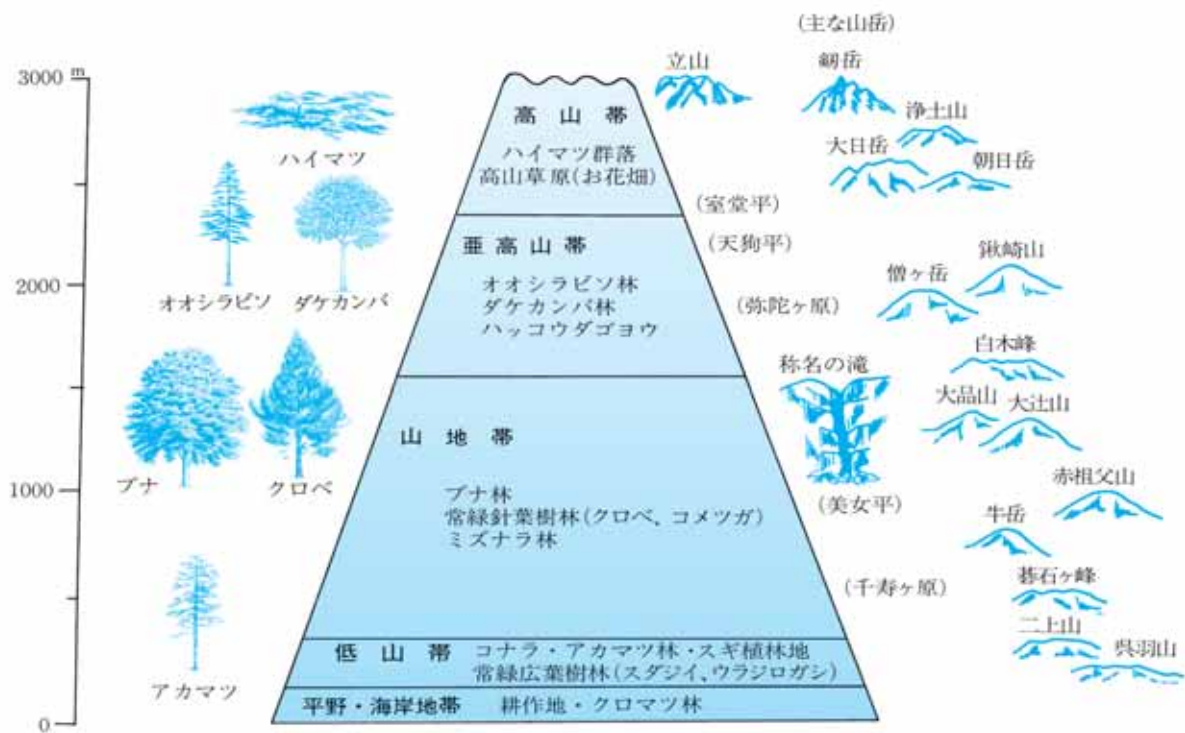 (主な山岳)
3000 m
立山
剱岳
高山帯
浄土山
ハイマツ
ハイマツ群落
高山草原(お花畑)
大日岳
朝日岳
(室堂平)
亜高山帯
(天狗平)
鍬崎山
僧ヶ岳
2000
オオシラビソ
ダケカンバ
オオシラビソ林
ダケカンバ林
ハッコウダゴヨウ
(弥陀ヶ原)
白木峰
称名の滝
大品山
大辻山
山地帯
ブナ
クロベ
1000
ブナ林
常緑針葉樹林(クロベ、コメツガ)
ミズナラ林
(美女平)
赤祖父山
牛岳
(千寿ヶ原)
碁石ヶ峰
二上山
呉羽山
低山帯
コナラ・アカマツ林・スギ植林地
常緑広葉樹林(スダジイ、ウラジロガシ)
アカマツ
平野・海岸地帯
耕作地・クロマツ林
0